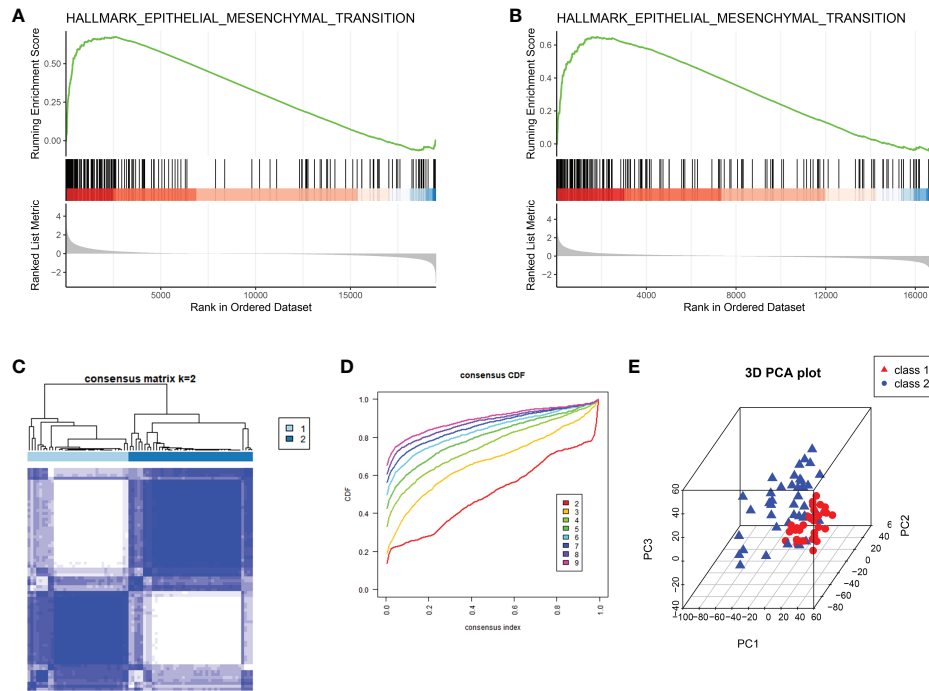 A
HALLMARK_EPITHELIAL_MESENCHYMAL_TRANSITION
Running Enrichment Score
0.50
0.25
0.00
Ranked List Metric
4
2
0
−2
5000
10000
15000
Rank in Ordered Dataset
B
HALLMARK_EPITHELIAL_MESENCHYMAL_TRANSITION
Running Enrichment Score
0.6
0.4
0.2
0.0
Ranked List Metric
4
2
0
−2
4000
8000
12000
16000
Rank in Ordered Dataset
C
consensus matrix k=2
1
2
D
consensus CDF
CDF
1.0
0.8
0.6
0.4
0.2
0.0
0.0
0.2
0.4
0.6
0.8
1.0
consensus index
2
3
4
5
6
7
8
9
E
3D PCA plot
class 1
class 2
PC3
60
40
20
0
−20
−40
−100−80 −60 −40 −20 0 20 40 60
PC1
−80
−60
−40
−20
0
20
40
6
PC2